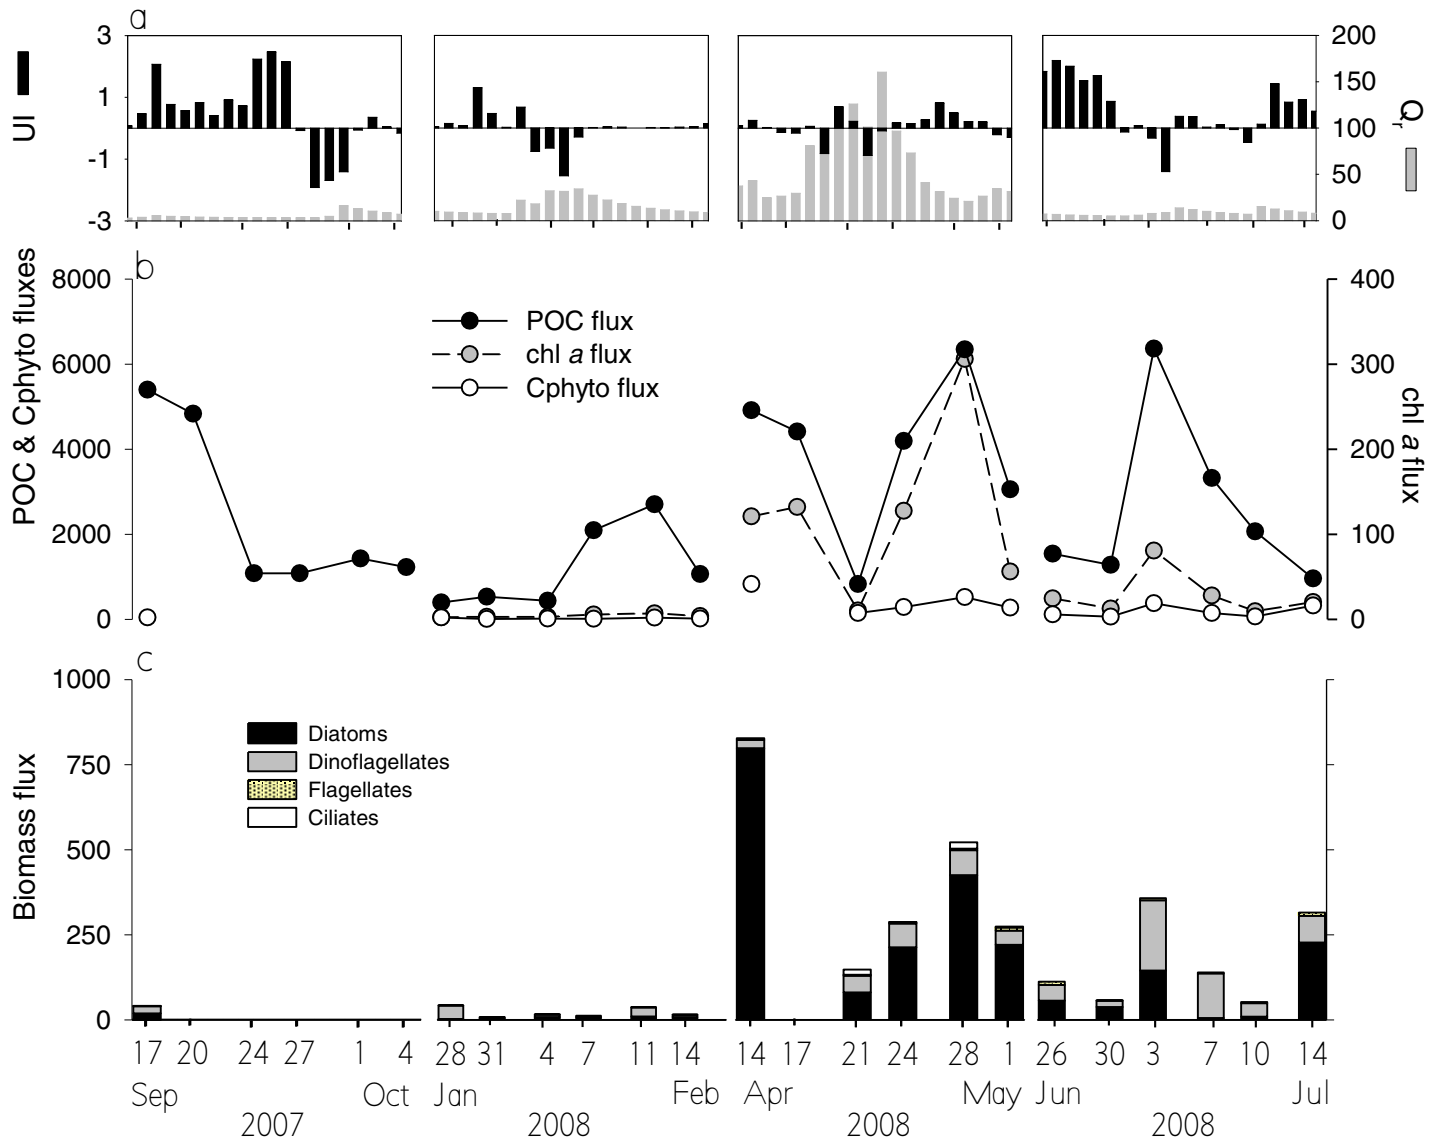 a
UI
3
1
-1
-3
200
150
100
50
0
Qr
b
POC & Cphyto fluxes
8000
6000
4000
2000
0
POC flux
chl a flux
Cphyto flux
400
300
200
100
0
chl a flux
c
Biomass flux
1000
750
500
250
0
Diatoms
Dinoflagellates
Flagellates
Ciliates
17 20 24 27 1 4 28 31 4 7 11 14 14 17 21 24 28 1 26 30 3 7 10 14
Sep Oct Jan Feb Apr May Jun Jul
2007 2008 2008 2008